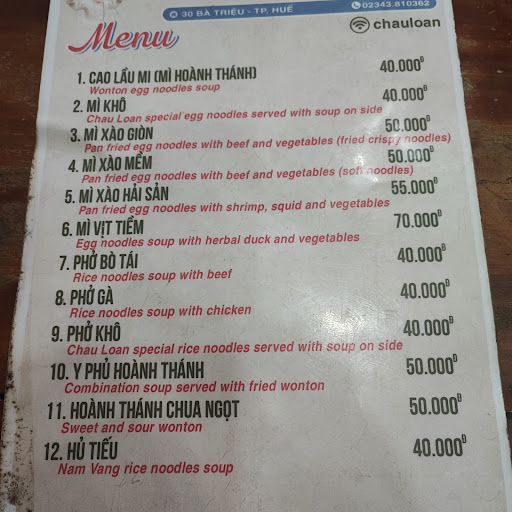 30 BÀ TRIỆU - TP, HUẾ 02343.810362
Menu chauloan
1. CAO LẦU MI (MÌ HOÀNH THÁNH) 40.000Đ
Wonton egg noodles soup
2. MÌ KHÔ 40.000Đ
Chau Loan special egg noodles served with soup on side
3. MÌ XÀO GIÒN 50.000Đ
Pan fried egg noodles with beef and vegetables (fried crispy noodles)
4. MÌ XÀO MỀM 50.000Đ
Pan fried egg noodles with beef and vegetables (soft noodles)
5. MÌ XÀO HẢI SẢN 55.000Đ
Pan fried egg noodles with shrimp, squid and vegetables
6. MÌ VỊT TIỀM 70.000Đ
Egg noodles soup with herbal duck and vegetables
7. PHỞ BÒ TÁI 40.000Đ
Rice noodles soup with beef
8. PHỞ GÀ 40.000Đ
Rice noodles soup with chicken
9. PHỞ KHÔ 40.000Đ
Chau Loan special rice noodles served with soup on side
10. Y PHỦ HOÀNH THÁNH 50.000Đ
Combination soup served with fried wonton
11. HOÀNH THÁNH CHUA NGỌT 50.000Đ
Sweet and sour wonton
12. HỦ TIẾU 40.000Đ
Nam Vang rice noodles soup